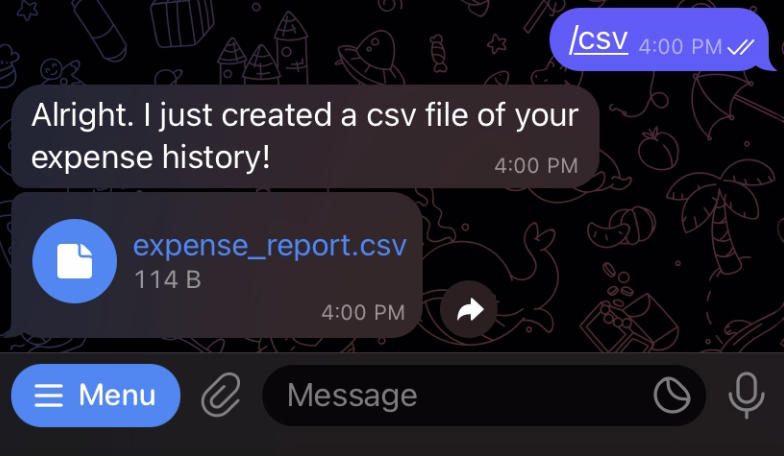 /csv 4:00 PM
Alright. I just created a csv file of your
expense history!
4:00 PM
expense_report.csv
114 B
4:00 PM
Menu
Message